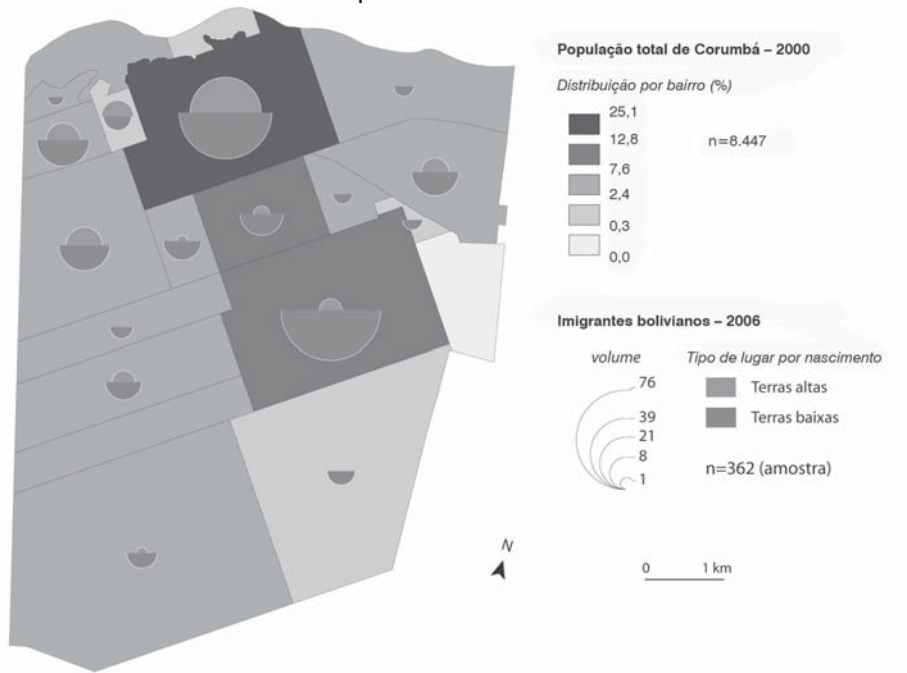 População total de Corumbá – 2000
Distribuição por bairro (%)
25,1
12,8
n=8.447
7,6
2,4
0,3
0,0
Imigrantes bolivianos – 2006
volume
Tipo de lugar por nascimento
76
Terras altas
39
Terras baixas
21
8
n=362 (amostra)
1
N
0 1 km